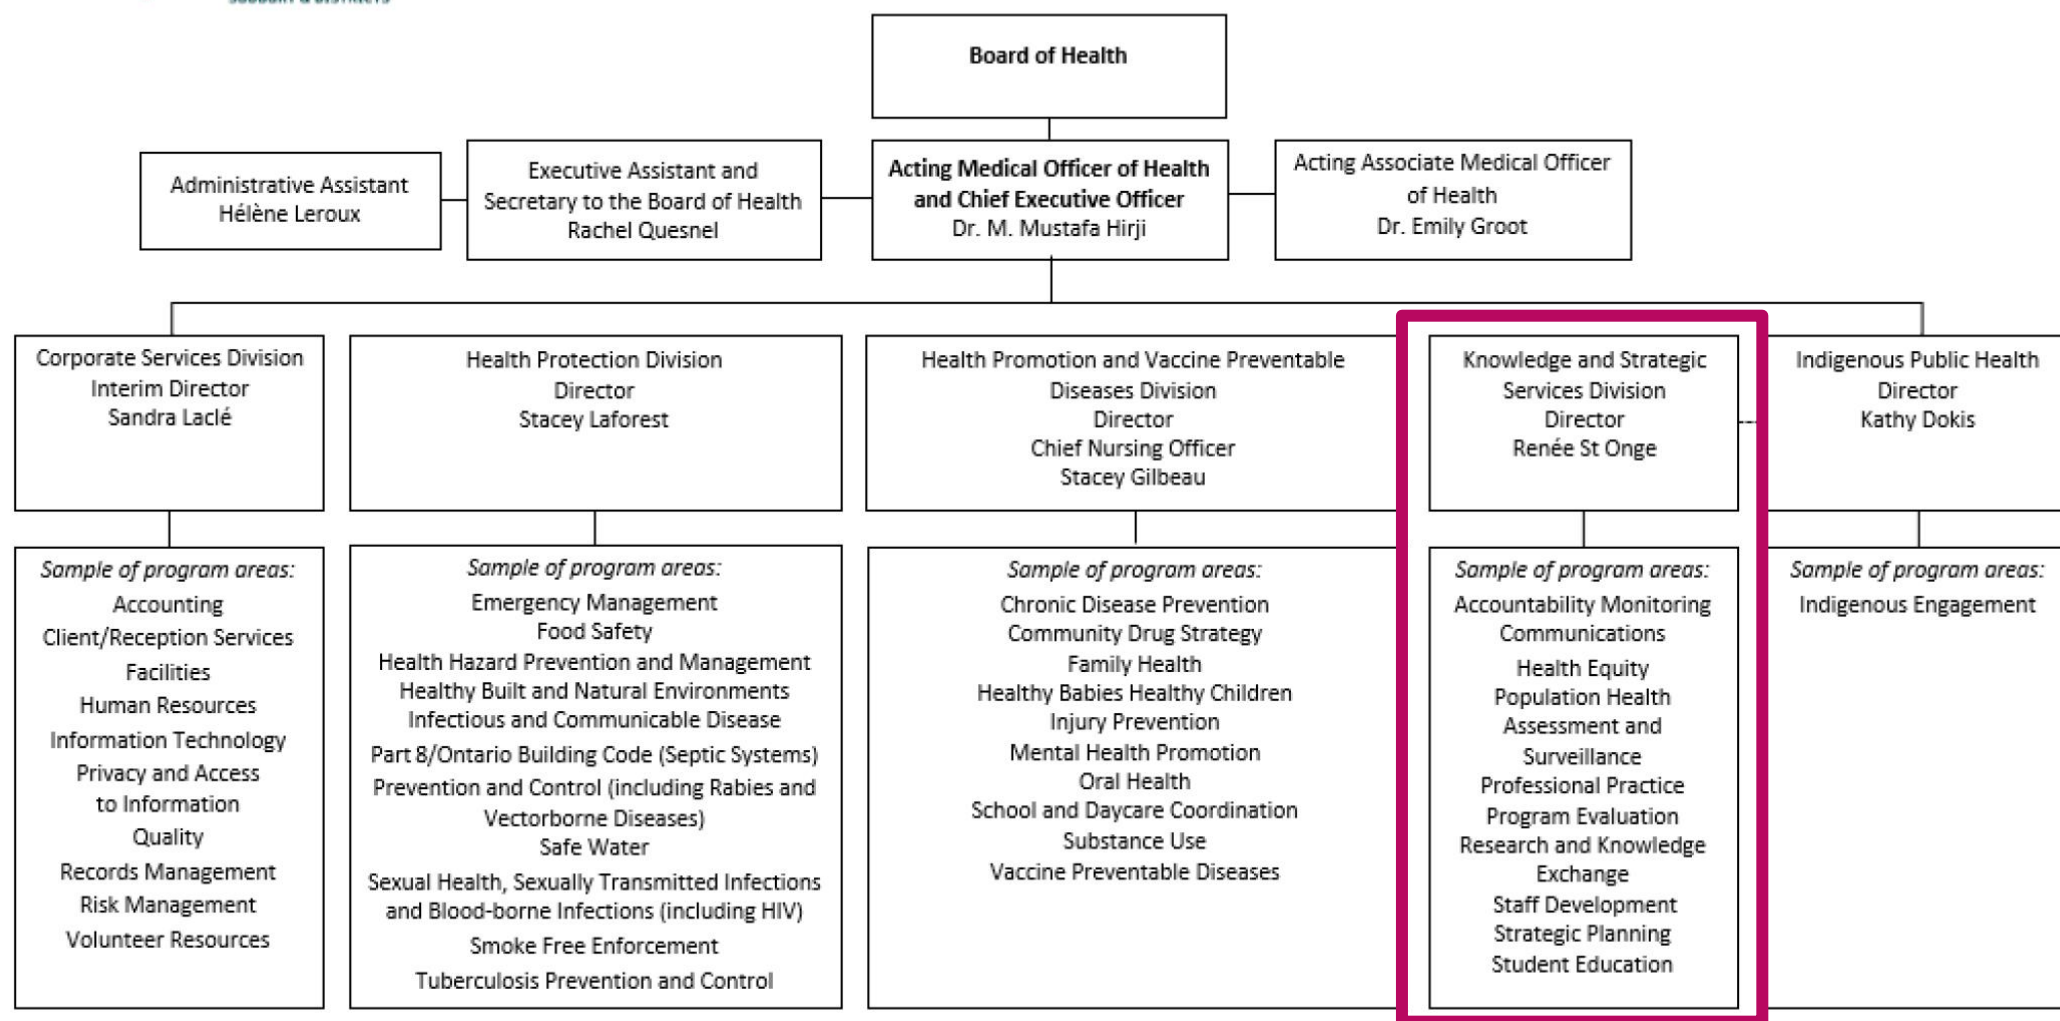 SUDBURY & DISTRICTS
Board of Health
Administrative Assistant
Hélène Leroux
Executive Assistant and
Secretary to the Board of Health
Rachel Quesnel
Acting Medical Officer of Health
and Chief Executive Officer
Dr. M. Mustafa Hirji
Acting Associate Medical Officer
of Health
Dr. Emily Groot
Corporate Services Division
Interim Director
Sandra Laclé
Health Protection Division
Director
Stacey Laforest
Health Promotion and Vaccine Preventable
Diseases Division
Director
Chief Nursing Officer
Stacey Gilbeau
Knowledge and Strategic
Services Division
Director
Renée St Onge
Indigenous Public Health
Director
Kathy Dokis
Sample of program areas:
Accounting
Client/Reception Services
Facilities
Human Resources
Information Technology
Privacy and Access
to Information
Quality
Records Management
Risk Management
Volunteer Resources
Sample of program areas:
Emergency Management
Food Safety
Health Hazard Prevention and Management
Healthy Built and Natural Environments
Infectious and Communicable Disease
Part 8/Ontario Building Code (Septic Systems)
Prevention and Control (including Rabies and
Vectorborne Diseases)
Safe Water
Sexual Health, Sexually Transmitted Infections
and Blood-borne Infections (including HIV)
Smoke Free Enforcement
Tuberculosis Prevention and Control
Sample of program areas:
Chronic Disease Prevention
Community Drug Strategy
Family Health
Healthy Babies Healthy Children
Injury Prevention
Mental Health Promotion
Oral Health
School and Daycare Coordination
Substance Use
Vaccine Preventable Diseases
Sample of program areas:
Accountability Monitoring
Communications
Health Equity
Population Health
Assessment and
Surveillance
Professional Practice
Program Evaluation
Research and Knowledge
Exchange
Staff Development
Strategic Planning
Student Education
Sample of program areas:
Indigenous Engagement